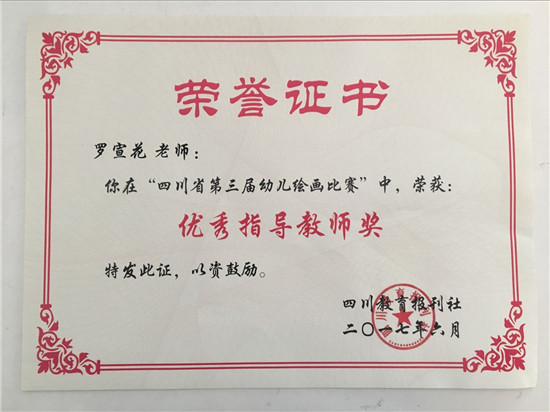 荣誉证书
罗宣花 老师：
你在“四川省第三届幼儿绘画比赛”中，荣获：
优秀指导教师奖
特发此证，以资鼓励。
四川教育报刊社
二〇一七年六月